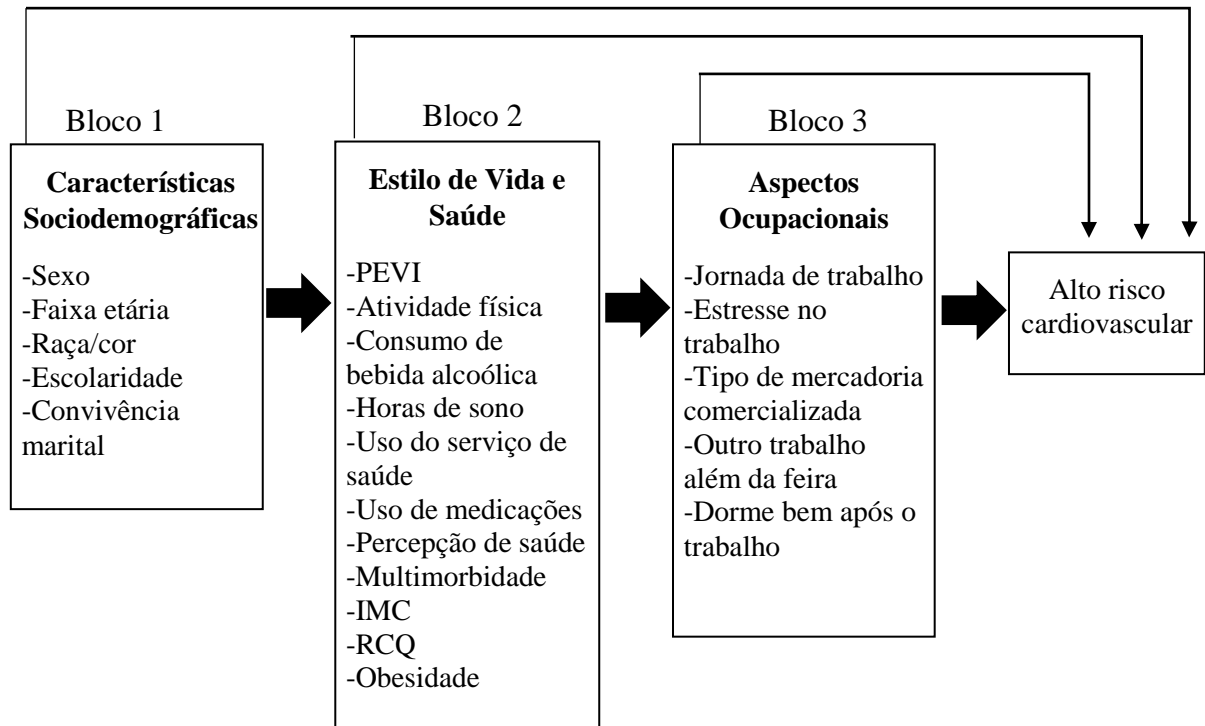 Bloco 1
Características
Sociodemográficas
-Sexo
-Faixa etária
-Raça/cor
-Escolaridade
-Convivência
marital
Bloco 2
Estilo de Vida e
Saúde
-PEVI
-Atividade física
-Consumo de
bebida alcoólica
-Horas de sono
-Uso do serviço de
saúde
-Uso de medicações
-Percepção de saúde
-Multimorbidade
-IMC
-RCQ
-Obesidade
Bloco 3
Aspectos
Ocupacionais
-Jornada de trabalho
-Estresse no
trabalho
-Tipo de mercadoria
comercializada
-Outro trabalho
além da feira
-Dorme bem após o
trabalho
Alto risco
cardiovascular